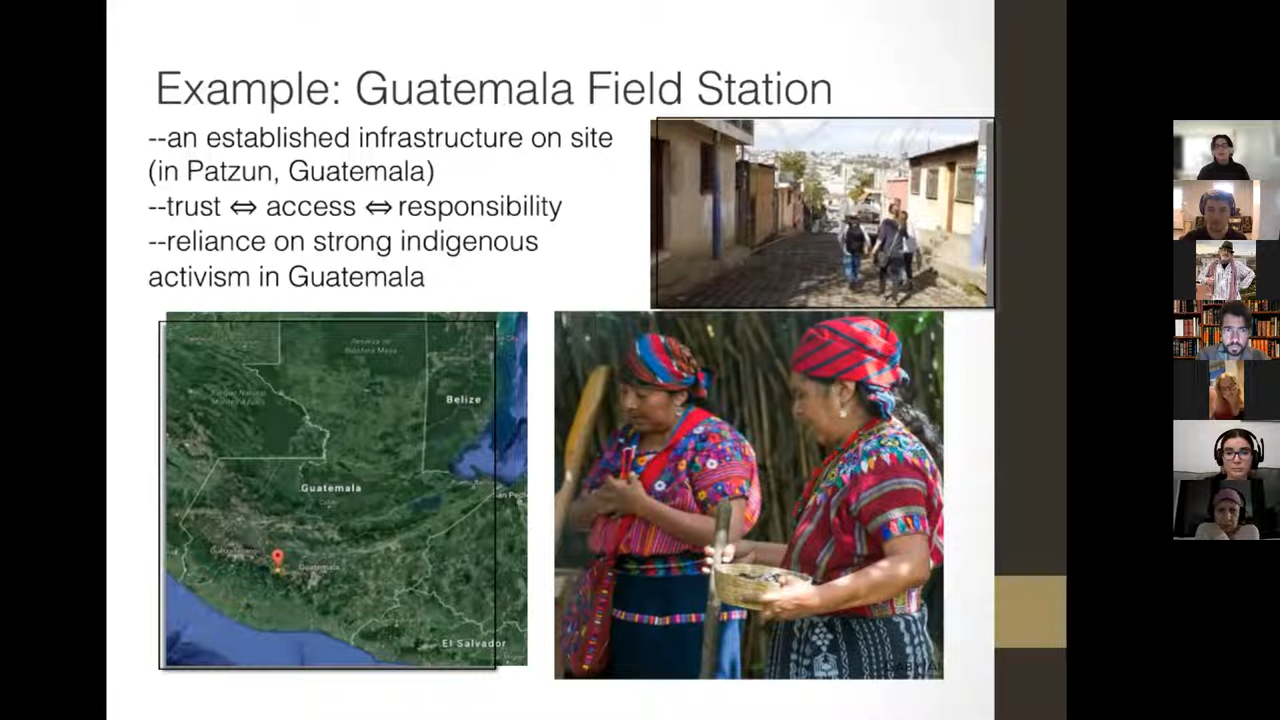 Example: Guatemala Field Station
--an established infrastructure on site
(in Patzun, Guatemala)
--trust ⇔ access ⇔ responsibility
--reliance on strong indigenous
activism in Guatemala
Belize
Guatemala
Guatemala
El Salvador